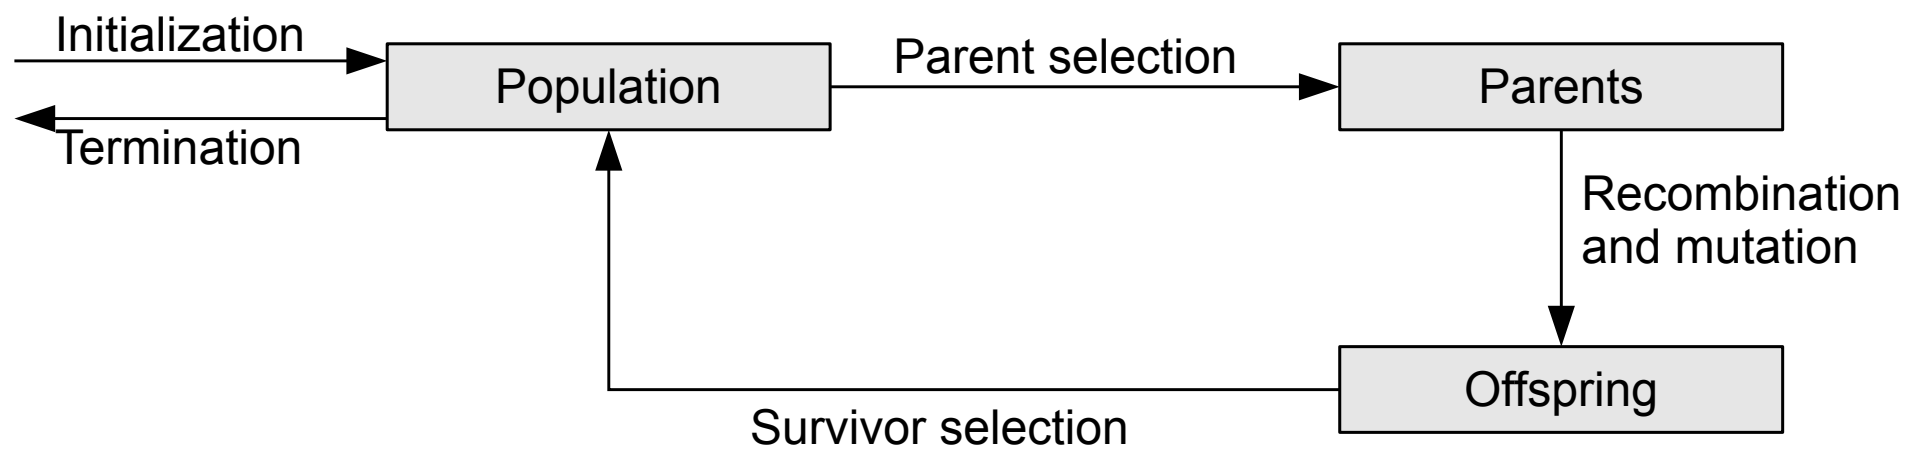 Initialization
Population
Parent selection
Parents
Termination
Recombination
and mutation
Offspring
Survivor selection